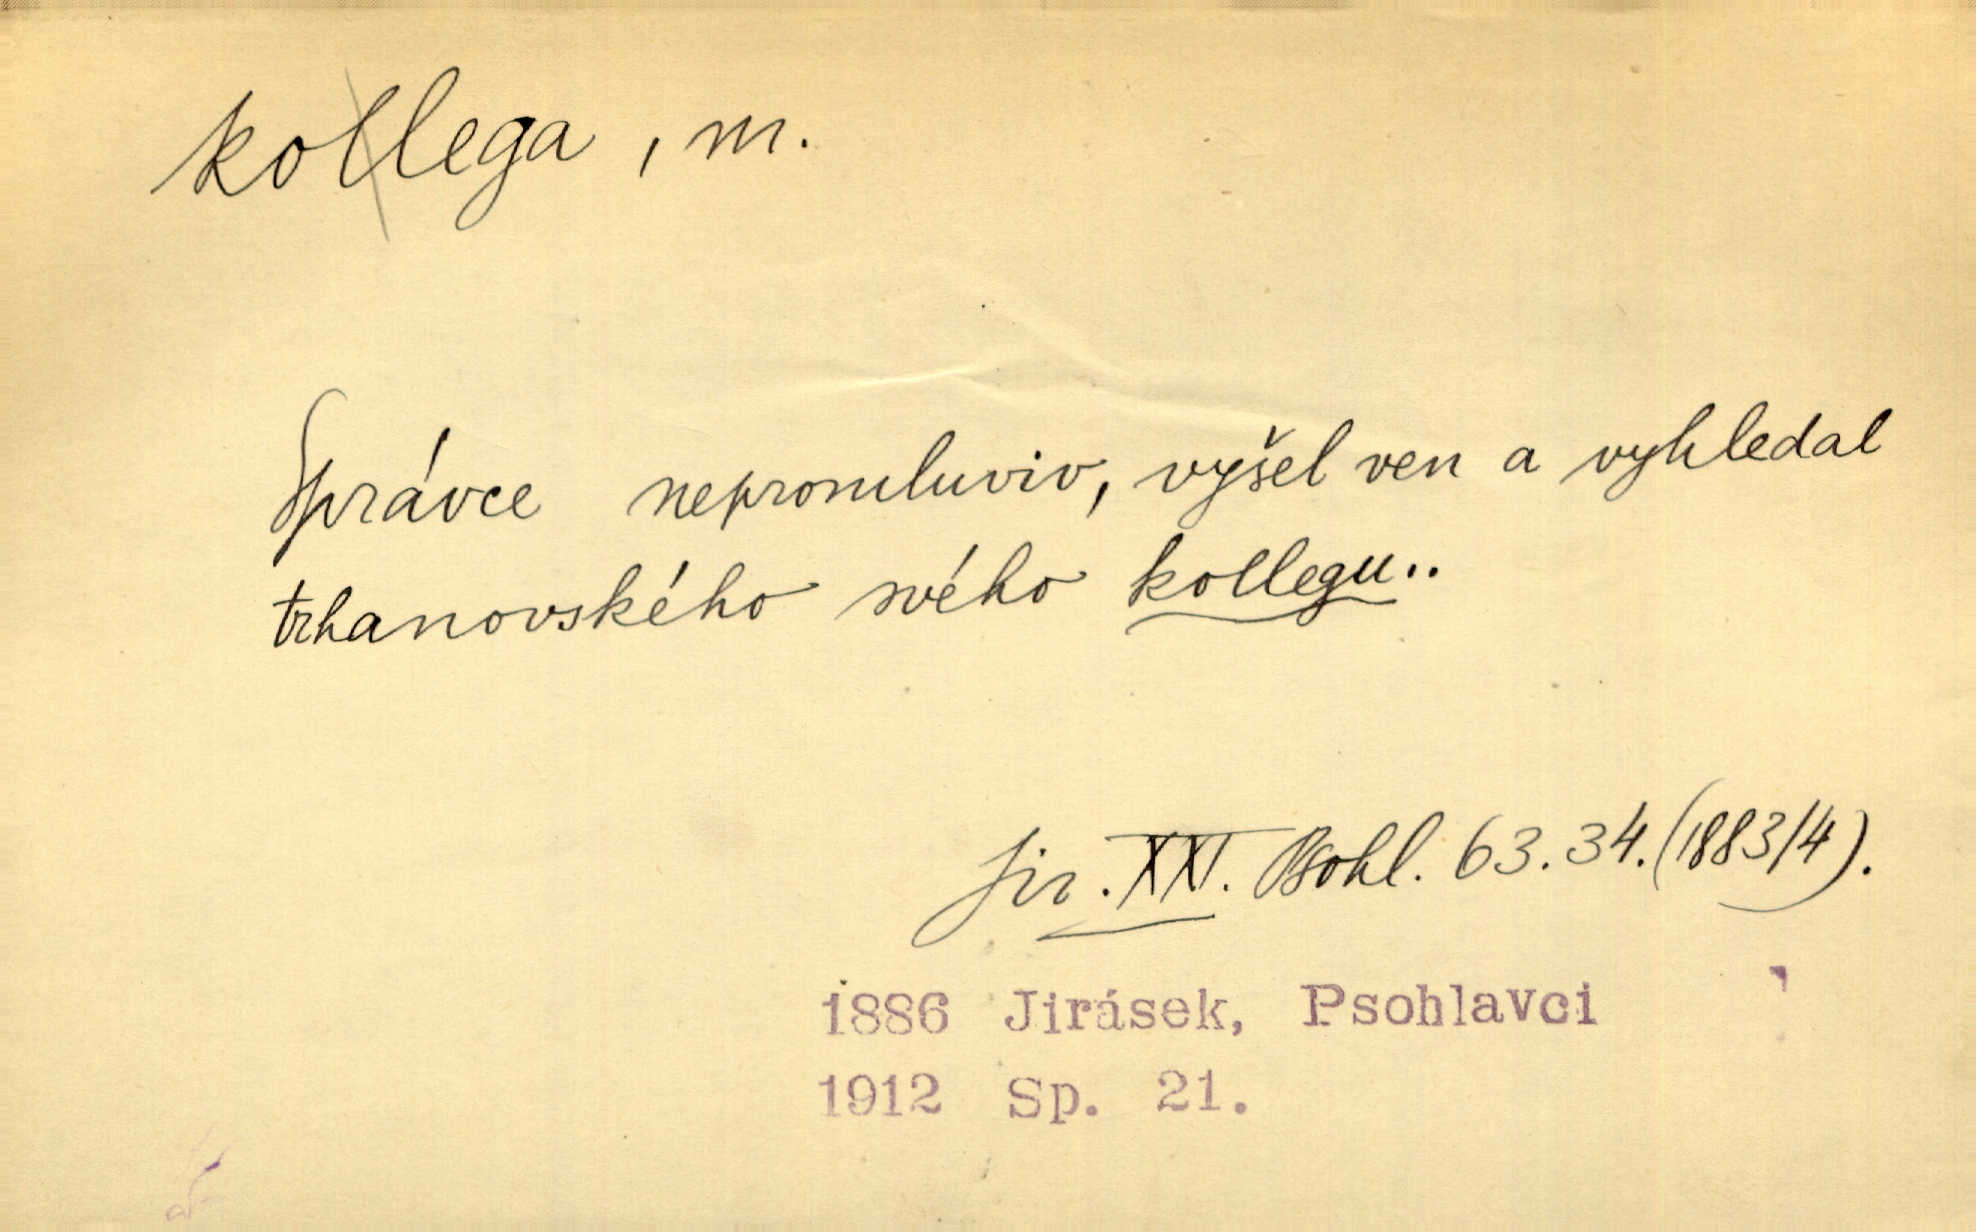 kollega, m.
Správce nepromluviv, vyšel ven a vyhledal
trhanovského svého kollegu..
Jir. XXI. Psohl. 63. 34. (1883/4).
1886 Jirásek, Psohlavci
1912 Sp. 21.